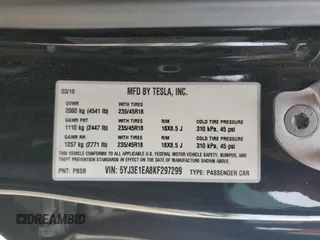 03/19 MFD BY TESLA, INC.
GVWR WITH TIRES
2060 kg (4541 lb) 235/45R18
GAWR FRT WITH TIRES RIM COLD TIRE PRESSURE
1110 kg (2447 lb) 235/45R18 18X8.5 J 310 kPa, 45 psi
GAWR RR WITH TIRES RIM COLD TIRE PRESSURE
1257 kg (2771 lb) 235/45R18 18X8.5 J 310 kPa, 45 psi
THIS VEHICLE CONFORMS TO ALL APPLICABLE FEDERAL MOTOR VEHICLE
SAFETY, BUMPER, AND THEFT PREVENTION STANDARDS IN EFFECT ON
THE DATE OF MANUFACTURE SHOWN ABOVE.
PNT: PBSB VIN: 5YJ3E1EA8KF297299 TYPE: PASSENGER CAR
DREAMBID